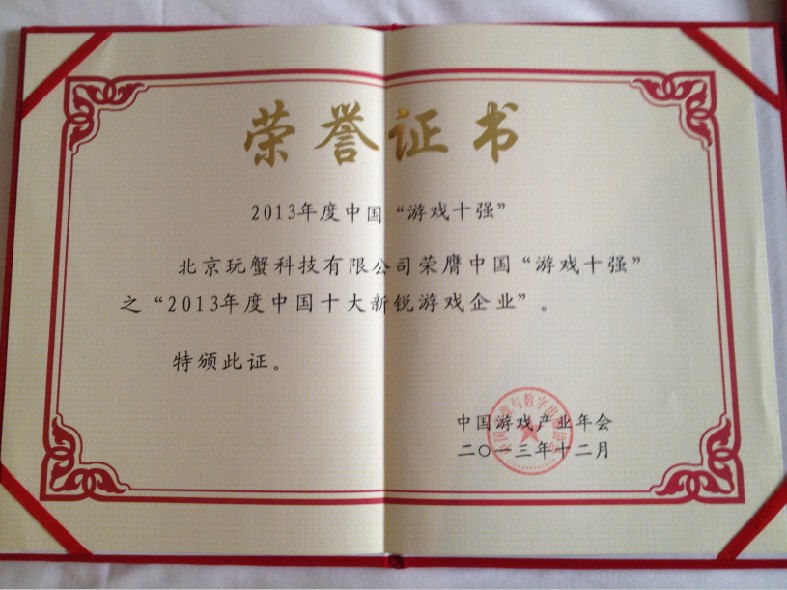 荣誉证书
2013年度中国“游戏十强”
北京玩蟹科技有限公司荣膺中国“游戏十强”
之“2013年度中国十大新锐游戏企业”。
特颁此证。
中国游戏产业年会
二〇一三年十二月